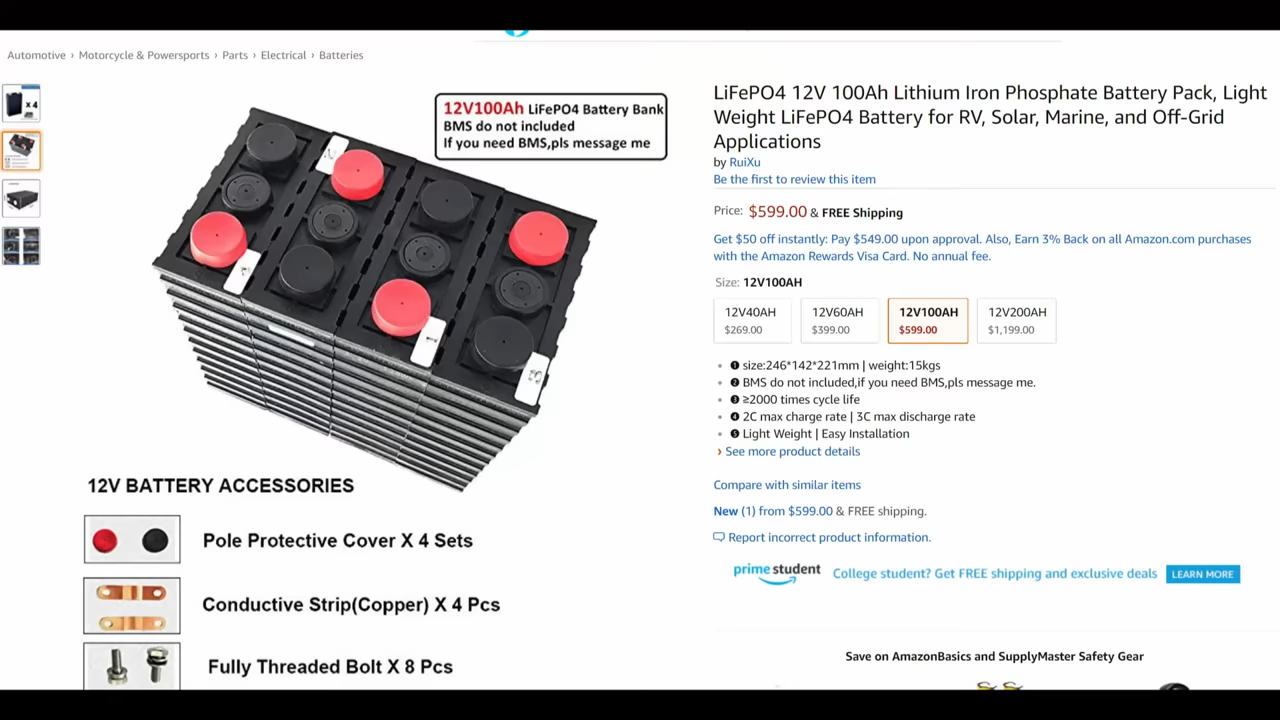 Automotive › Motorcycle & Powersports › Parts › Electrical › Batteries
X 4
12V100Ah LiFePO4 Battery Bank
BMS do not included
If you need BMS,pls message me
12V BATTERY ACCESSORIES
Pole Protective Cover X 4 Sets
Conductive Strip(Copper) X 4 Pcs
Fully Threaded Bolt X 8 Pcs
LiFePO4 12V 100Ah Lithium Iron Phosphate Battery Pack, Light
Weight LiFePO4 Battery for RV, Solar, Marine, and Off-Grid
Applications
by RuiXu
Be the first to review this item
Price: $599.00 & FREE Shipping
Get $50 off instantly: Pay $549.00 upon approval. Also, Earn 3% Back on all Amazon.com purchases
with the Amazon Rewards Visa Card. No annual fee.
Size: 12V100AH
12V40AH 12V60AH 12V100AH 12V200AH
$269.00 $399.00 $599.00 $1,199.00
• ❶ size:246*142*221mm | weight:15kgs
• ❷ BMS do not included,if you need BMS,pls message me.
• ❸ ≥2000 times cycle life
• ❹ 2C max charge rate | 3C max discharge rate
• ❺ Light Weight | Easy Installation
› See more product details
Compare with similar items
New (1) from $599.00 & FREE shipping.
Report incorrect product information.
prime student College student? Get FREE shipping and exclusive deals LEARN MORE
Save on AmazonBasics and SupplyMaster Safety Gear